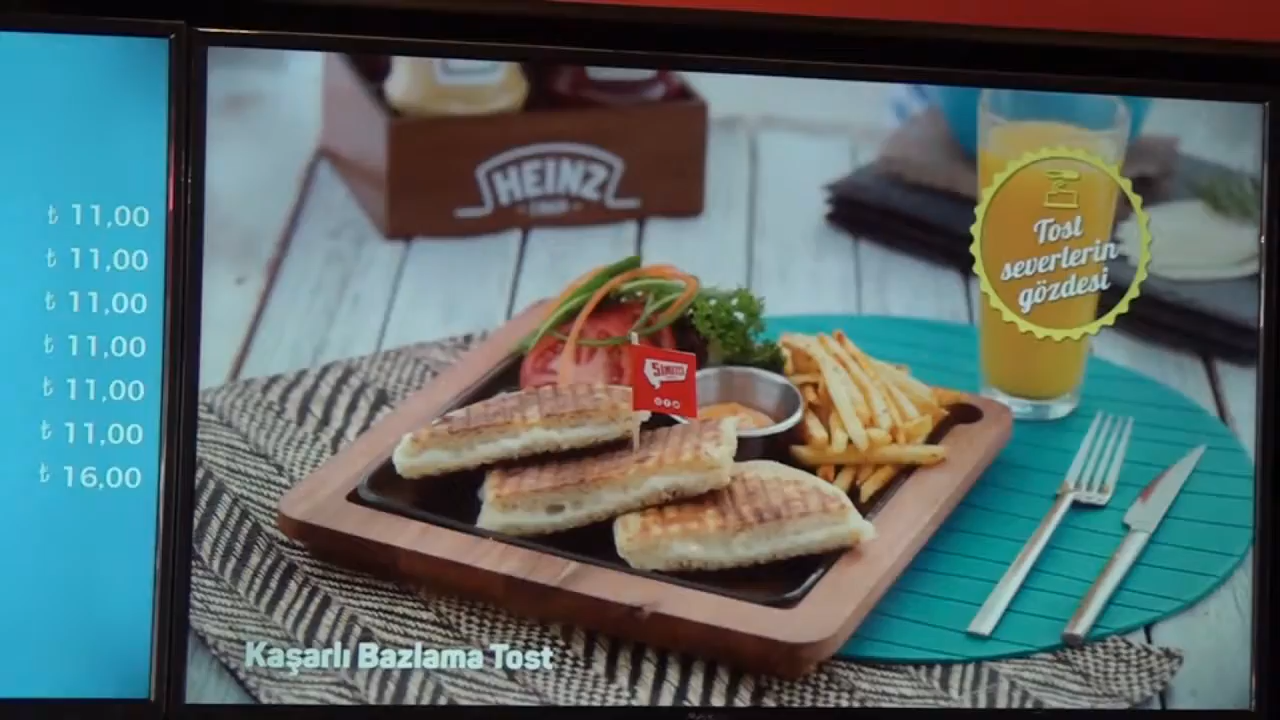 ₺ 11,00
₺ 11,00
₺ 11,00
₺ 11,00
₺ 11,00
₺ 11,00
₺ 16,00
HEINZ
Tost
severlerin
gözdesi
Kaşarlı Bazlama Tost